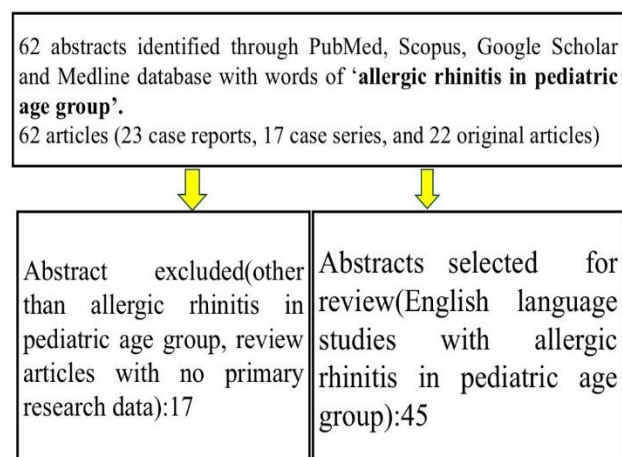 62 abstracts identified through PubMed, Scopus, Google Scholar
and Medline database with words of ‘allergic rhinitis in pediatric
age group’.
62 articles (23 case reports, 17 case series, and 22 original articles)
Abstract excluded(other
than allergic rhinitis in
pediatric age group, review
articles with no primary
research data):17
Abstracts selected for
review(English language
studies with allergic
rhinitis in pediatric age
group):45